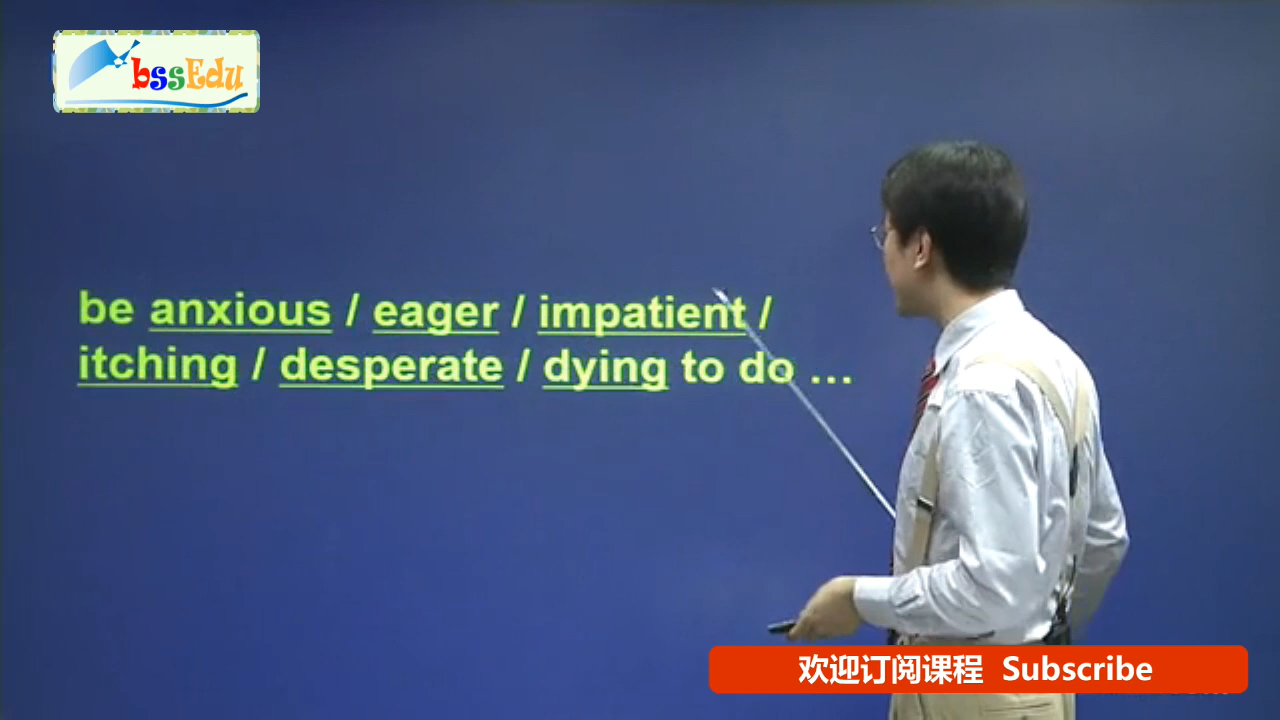 bssEdu
be anxious / eager / impatient /
itching / desperate / dying to do ...
欢迎订阅课程 Subscribe